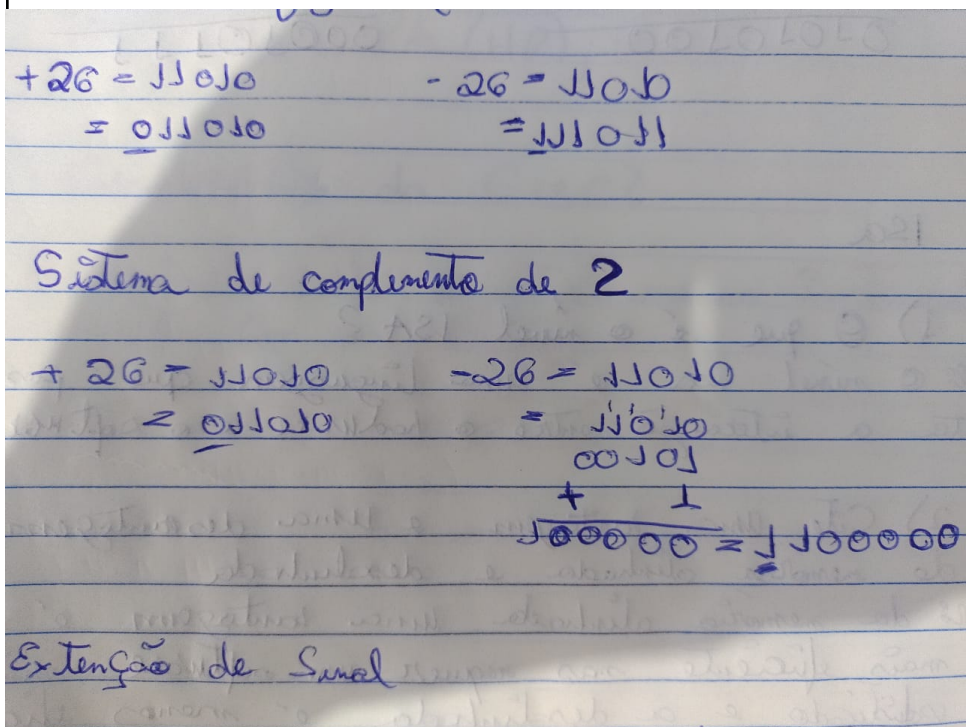 +26 = 11010 -26 = 11010
= 011010 = 111011
Sistema de complemento de 2
+ 26 = 11010 -26 = 11010
= 011010 = 11010
00101
+ 1
100000 = 1100000
Extenção de Sinal